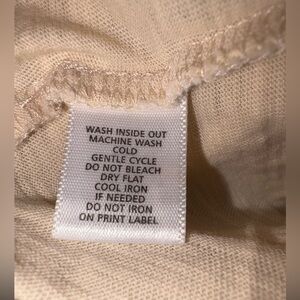 WASH INSIDE OUT
MACHINE WASH
COLD
GENTLE CYCLE
DO NOT BLEACH
DRY FLAT
COOL IRON
IF NEEDED
DO NOT IRON
ON PRINT LABEL